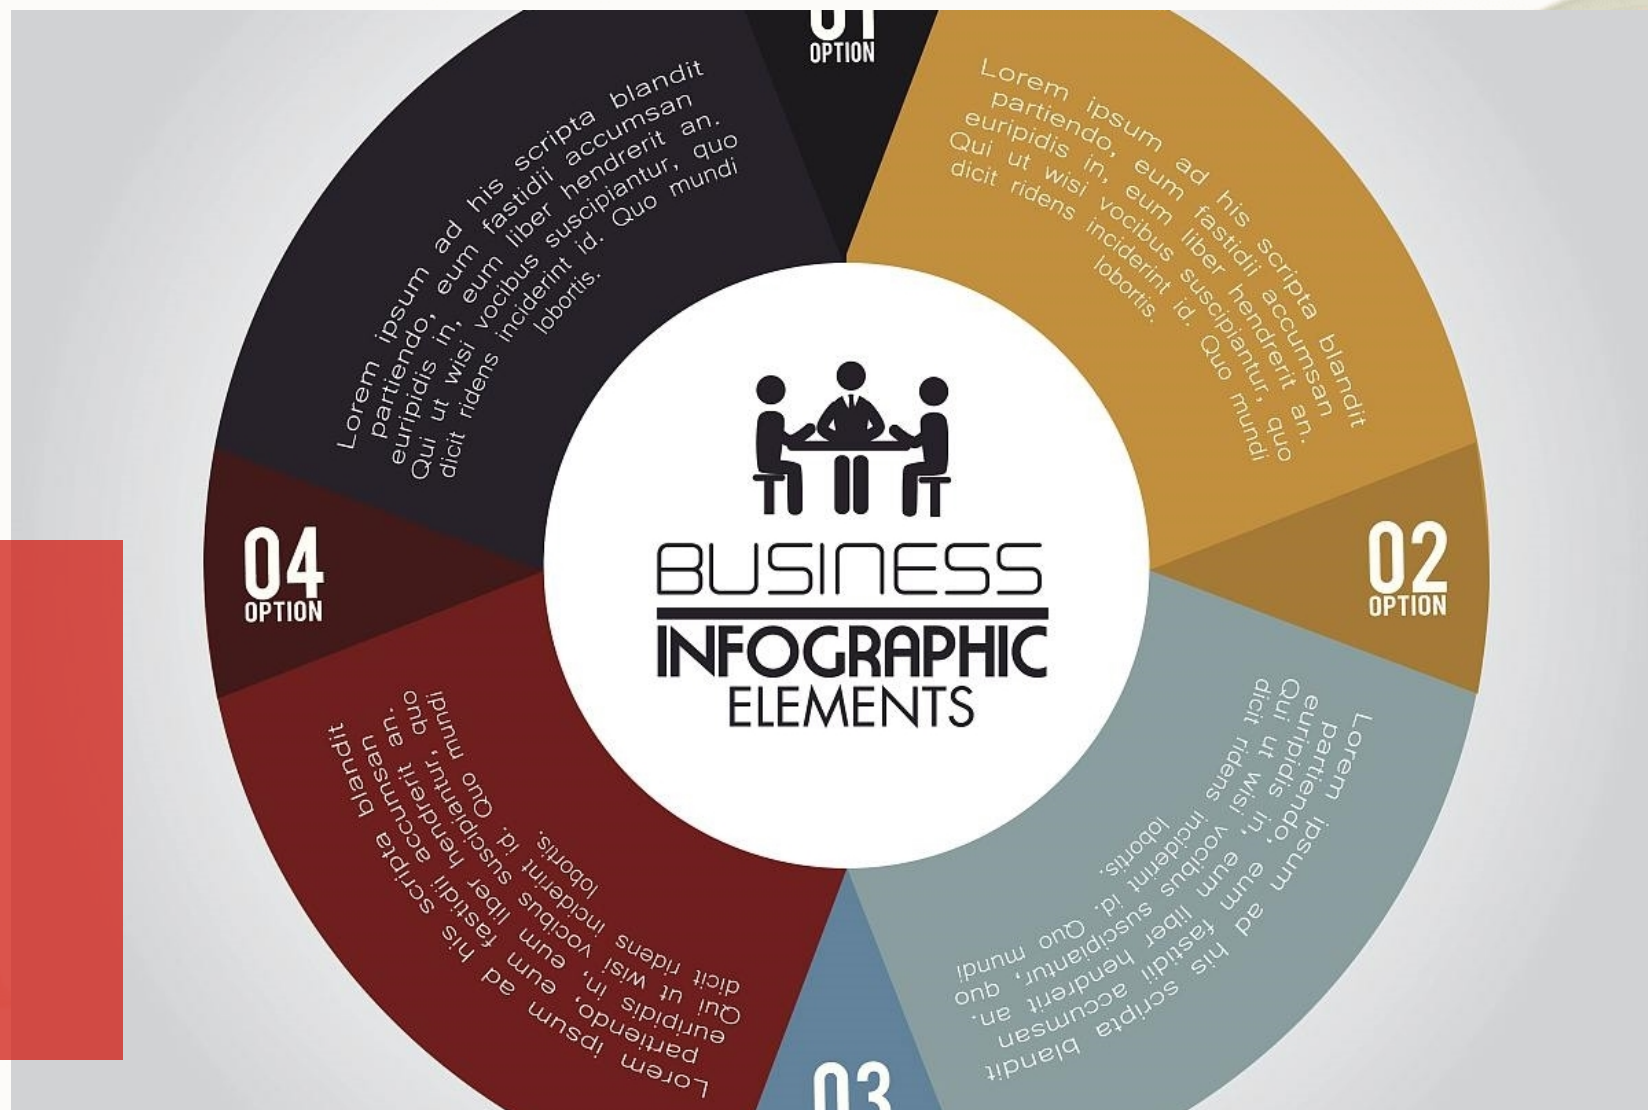 01
OPTION
Lorem ipsum ad his scripta blandit
partiendo, eum fastidii accumsan
euripidis in, eum liber hendrerit an.
Qui ut wisi vocibus suscipiantur, quo
dicit ridens inciderint id. Quo mundi
lobortis.
Lorem ipsum ad his scripta blandit
partiendo, eum fastidii accumsan
euripidis in, eum liber hendrerit an.
Qui ut wisi vocibus suscipiantur, quo
dicit ridens inciderint id. Quo mundi
lobortis.
BUSINESS
INFOGRAPHIC
ELEMENTS
04
OPTION
02
OPTION
Lorem ipsum ad his scripta blandit
partiendo, eum fastidii accumsan
euripidis in, eum liber hendrerit an.
Qui ut wisi vocibus suscipiantur, quo
dicit ridens inciderint id. Quo mundi
lobortis.
Lorem ipsum ad his scripta blandit
partiendo, eum fastidii accumsan
euripidis in, eum liber hendrerit an.
Qui ut wisi vocibus suscipiantur, quo
dicit ridens inciderint id. Quo mundi
lobortis.
03